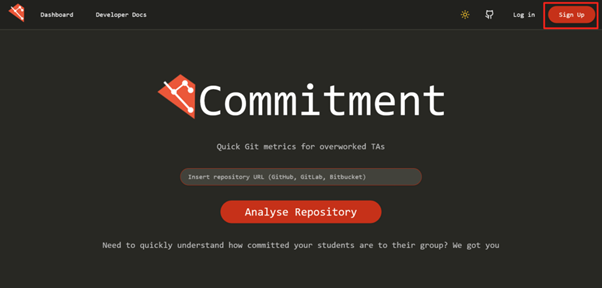 Dashboard Developer Docs Log in Sign Up
Commitment
Quick Git metrics for overworked TAs
Insert repository URL (GitHub, GitLab, Bitbucket)
Analyse Repository
Need to quickly understand how committed your students are to their group? We got you